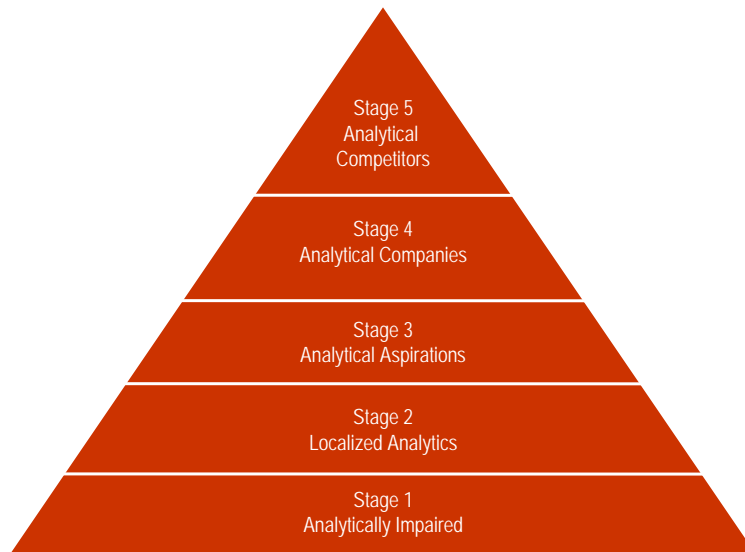 Stage 5
Analytical
Competitors
Stage 4
Analytical Companies
Stage 3
Analytical Aspirations
Stage 2
Localized Analytics
Stage 1
Analytically Impaired